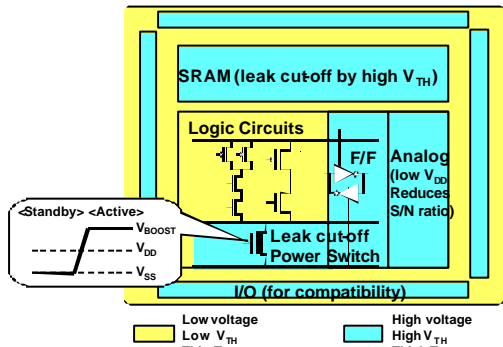 SRAM (leak cut-off by high VTH)
Logic Circuits
F/F
Analog
(low VDD
Reduces
S/N ratio)
<Standby> <Active>
VBOOST
VDD
VSS
Leak cut-off
Power Switch
I/O (for compatibility)
Low voltage
Low VTH
High voltage
High VTH